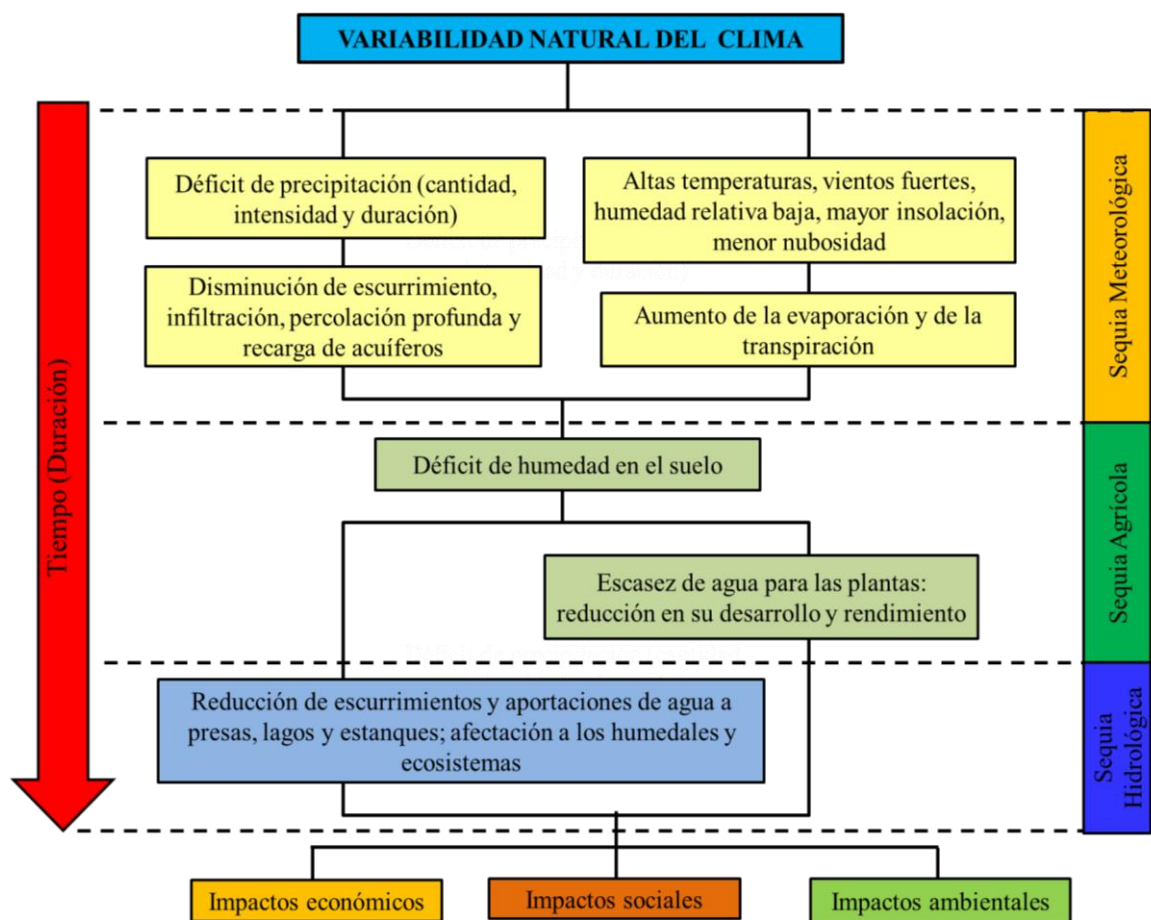 VARIABILIDAD NATURAL DEL CLIMA
Déficit de precipitación (cantidad,
intensidad y duración)
Altas temperaturas, vientos fuertes,
humedad relativa baja, mayor insolación,
menor nubosidad
Disminución de escurrimiento,
infiltración, percolación profunda y
recarga de acuíferos
Aumento de la evaporación y de la
transpiración
Sequia Meteorológica
Tiempo (Duración)
Déficit de humedad en el suelo
Escasez de agua para las plantas:
reducción en su desarrollo y rendimiento
Sequia Agrícola
Reducción de escurrimientos y aportaciones de agua a
presas, lagos y estanques; afectación a los humedales y
ecosistemas
Sequia
Hidrológica
Impactos económicos
Impactos sociales
Impactos ambientales